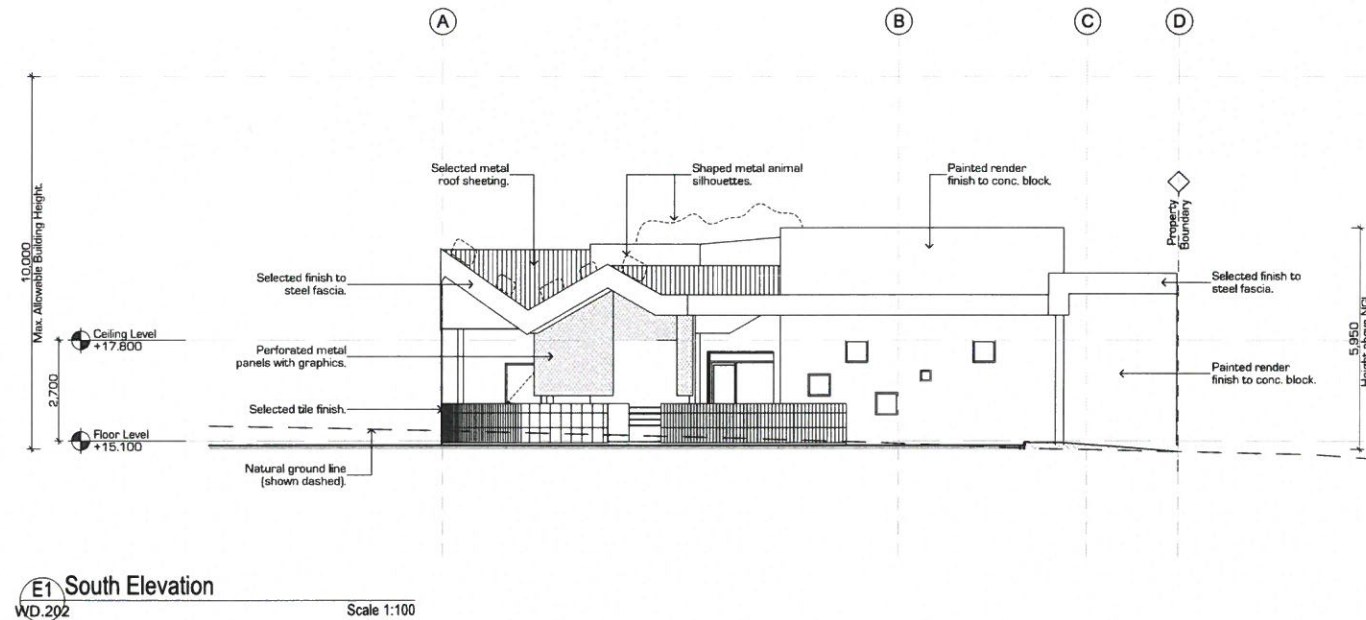 A
B
C
D
10,000
Max. Allowable Building Height.
Selected metal
roof sheeting.
Shaped metal animal
silhouettes.
Painted render
finish to conc. block.
Property
Boundary
Selected finish to
steel fascia.
Selected finish to
steel fascia.
Ceiling Level
+17.800
2,700
Perforated metal
panels with graphics.
5,950
Painted render
finish to conc. block.
Selected tile finish.
Floor Level
+15.100
Natural ground line
(shown dashed).
E1 South Elevation
WD.202
Scale 1:100